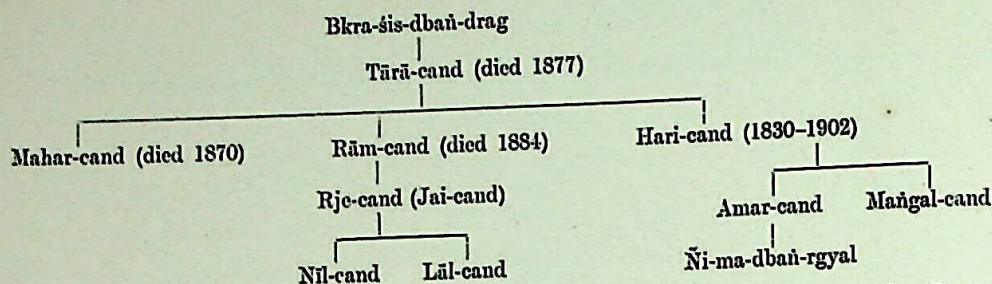 Bkra-śis-dbaṅ-drag
Tārā-cand (died 1877)
Mahar-cand (died 1870) Rām-cand (died 1884) Hari-cand (1830–1902)
Rje-cand (Jai-cand) Amar-cand Maṅgal-cand
Nīl-cand Lāl-cand Ñi-ma-dbaṅ-rgyal